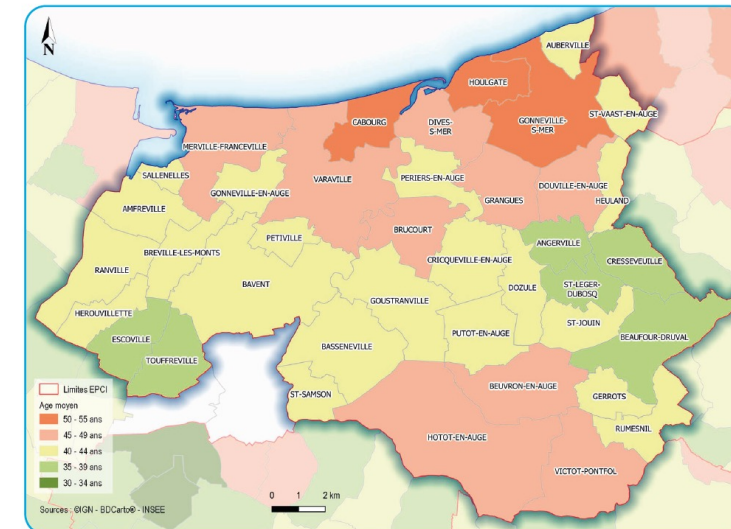 N
AUBERVILLE
HOULGATE
CABOURG
DIVES-
S-MER
GONNEVILLE-
S-MER
ST-VAAST-EN-AUGE
MERVILLE-FRANCEVILLE
SALLENELLES
GONNEVILLE-EN-AUGE
VARAVILLE
PERIERS-EN-AUGE
DOUVILLE-EN-AUGE
GRANGUES
HEULAND
AMFREVILLE
BRUCOURT
PETIVILLE
ANGERVILLE
BREVILLE-LES-MONTS
CRICQUEVILLE-EN-AUGE
CRESSEVEUILLE
RANVILLE
BAVENT
DOZULE
ST-LEGER-
DUBOSQ
GOUSTRANVILLE
HEROUVILLETTE
ST-JOUIN
ESCOVILLE
PUTOT-EN-AUGE
BEAUFOUR-DRUVAL
BASSENEVILLE
TOUFFREVILLE
BEUVRON-EN-AUGE
ST-SAMSON
GERROTS
RUMESNIL
HOTOT-EN-AUGE
VICTOT-PONTFOL
Limites EPCI
Age moyen
50 - 55 ans
45 - 49 ans
40 - 44 ans
35 - 39 ans
30 - 34 ans
0 1 2 km
Sources : ©IGN - BDCarto® - INSEE